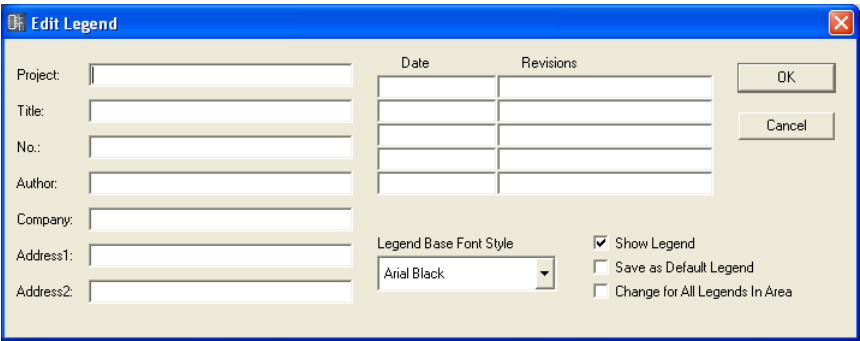 Edit Legend
Project:
Title:
No.:
Author:
Company:
Address1:
Address2:
Date Revisions
Legend Base Font Style
Arial Black
Show Legend
Save as Default Legend
Change for All Legends In Area
OK
Cancel